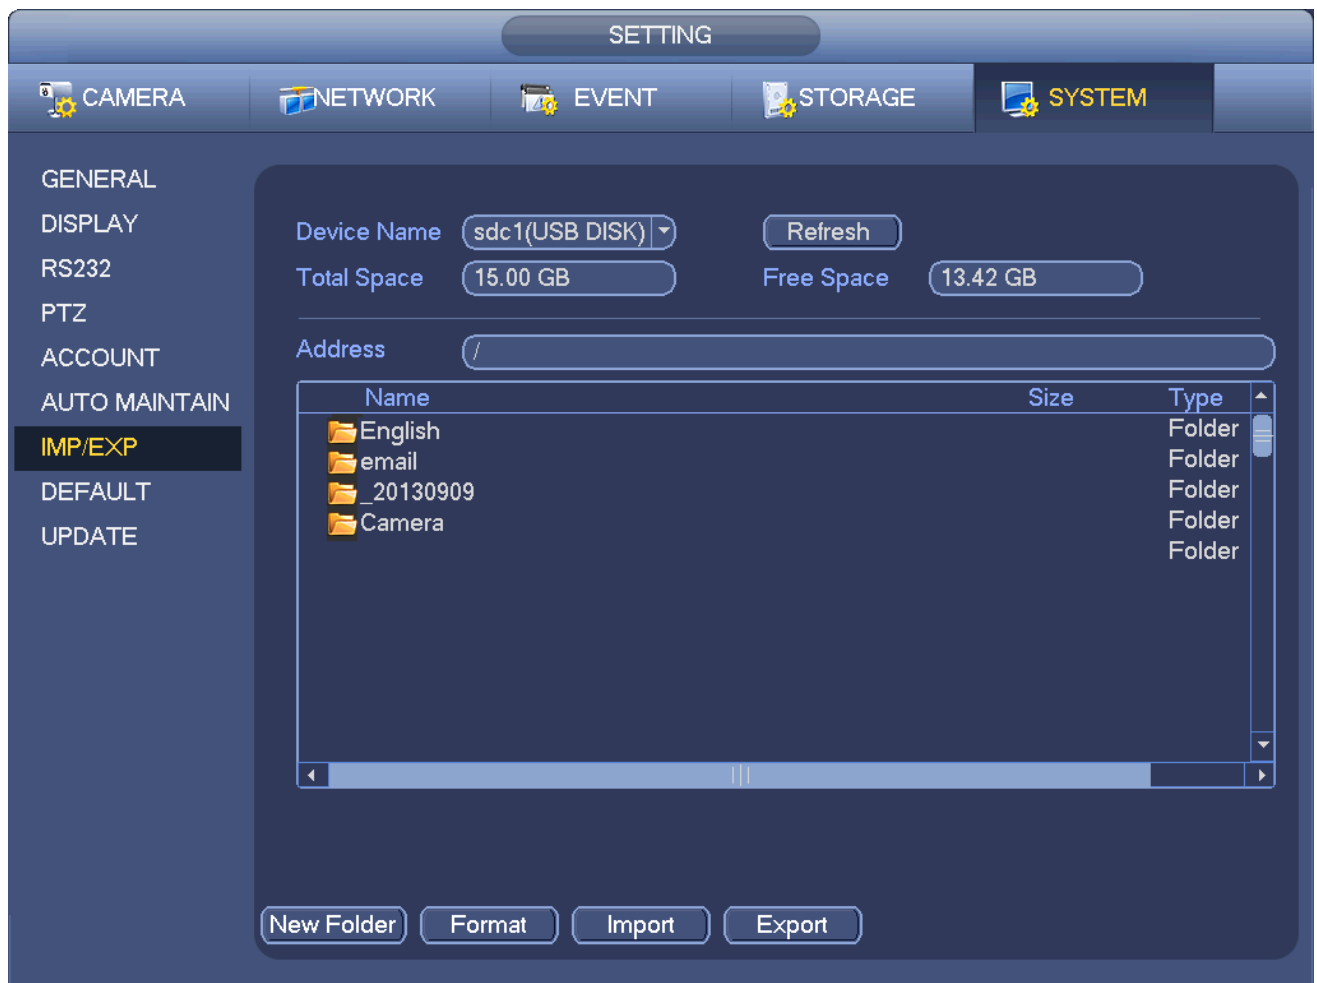 SETTING
CAMERA NETWORK EVENT STORAGE SYSTEM
GENERAL
DISPLAY
RS232
PTZ
ACCOUNT
AUTO MAINTAIN
IMP/EXP
DEFAULT
UPDATE
Device Name sdc1(USB DISK) Refresh
Total Space 15.00 GB Free Space 13.42 GB
Address /
Name Size Type
English Folder
email Folder
_20130909 Folder
Camera Folder
Folder
New Folder Format Import Export